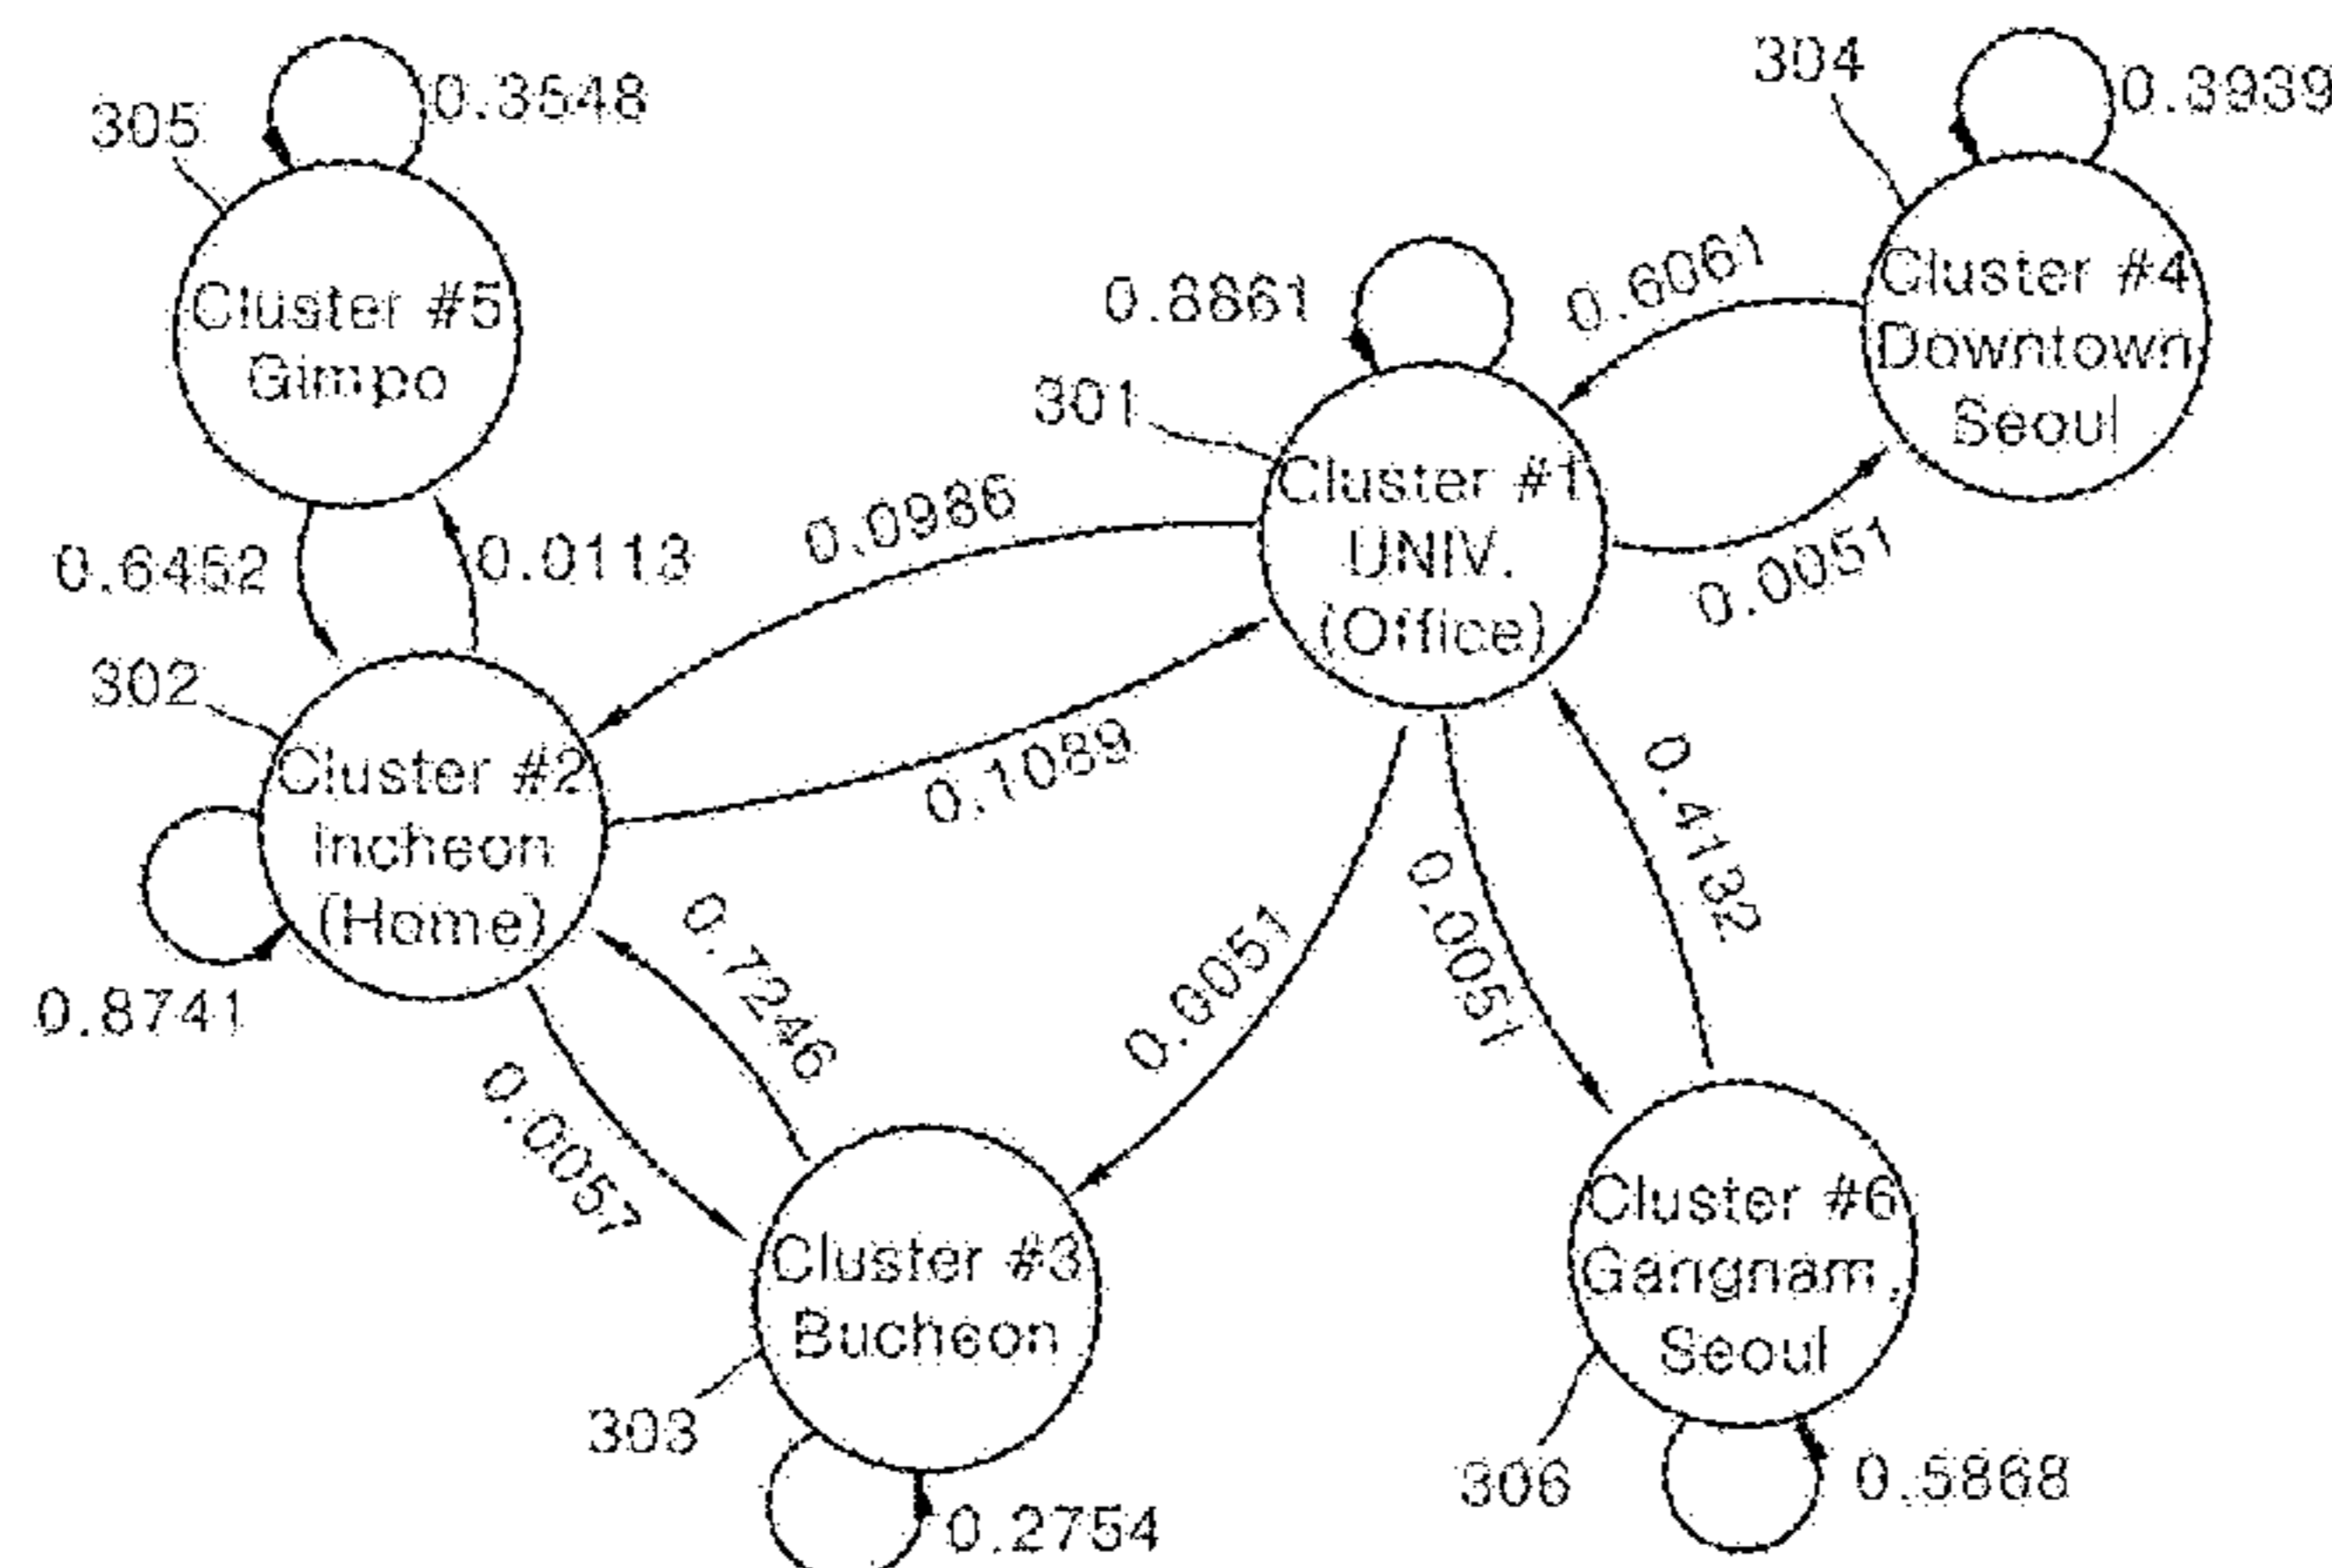 305
0.3548
304
0.3939
Cluster #5
Gimpo
0.8861
301
0.6061
Cluster #4
Downtown
Seoul
0.6452
0.0113
0.0986
Cluster #1
UNIV.
(Office)
0.0051
302
Cluster #2
Incheon
(Home)
0.8741
0.1089
0.7246
0.0057
0.0051
0.0051
0.4132
Cluster #3
Bucheon
303
0.2754
Cluster #6
Gangnam,
Seoul
306
0.5868